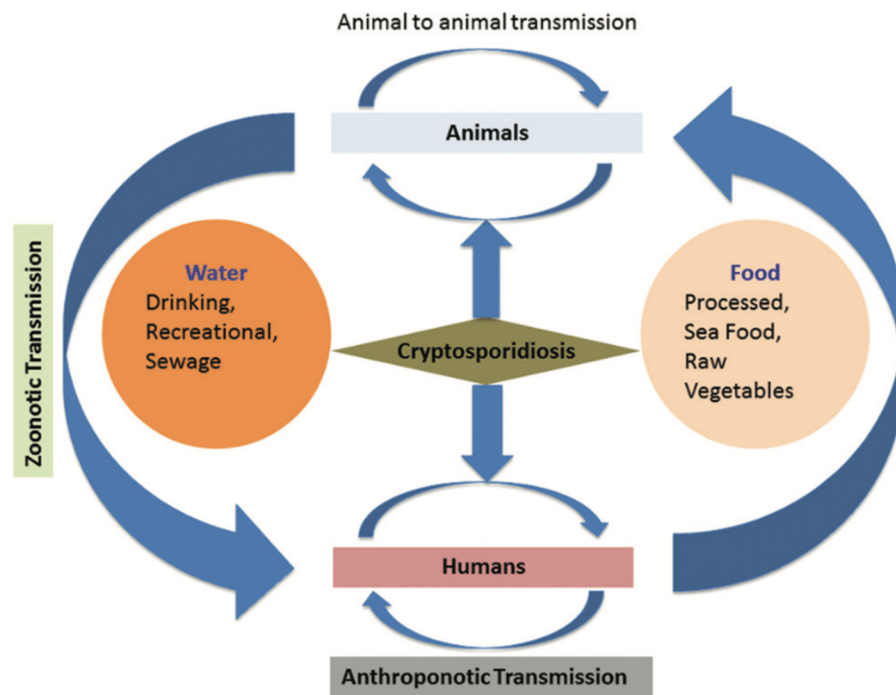 Animal to animal transmission
Animals
Zoonotic Transmission
Water
Drinking,
Recreational,
Sewage
Cryptosporidiosis
Food
Processed,
Sea Food,
Raw
Vegetables
Humans
Anthroponotic Transmission